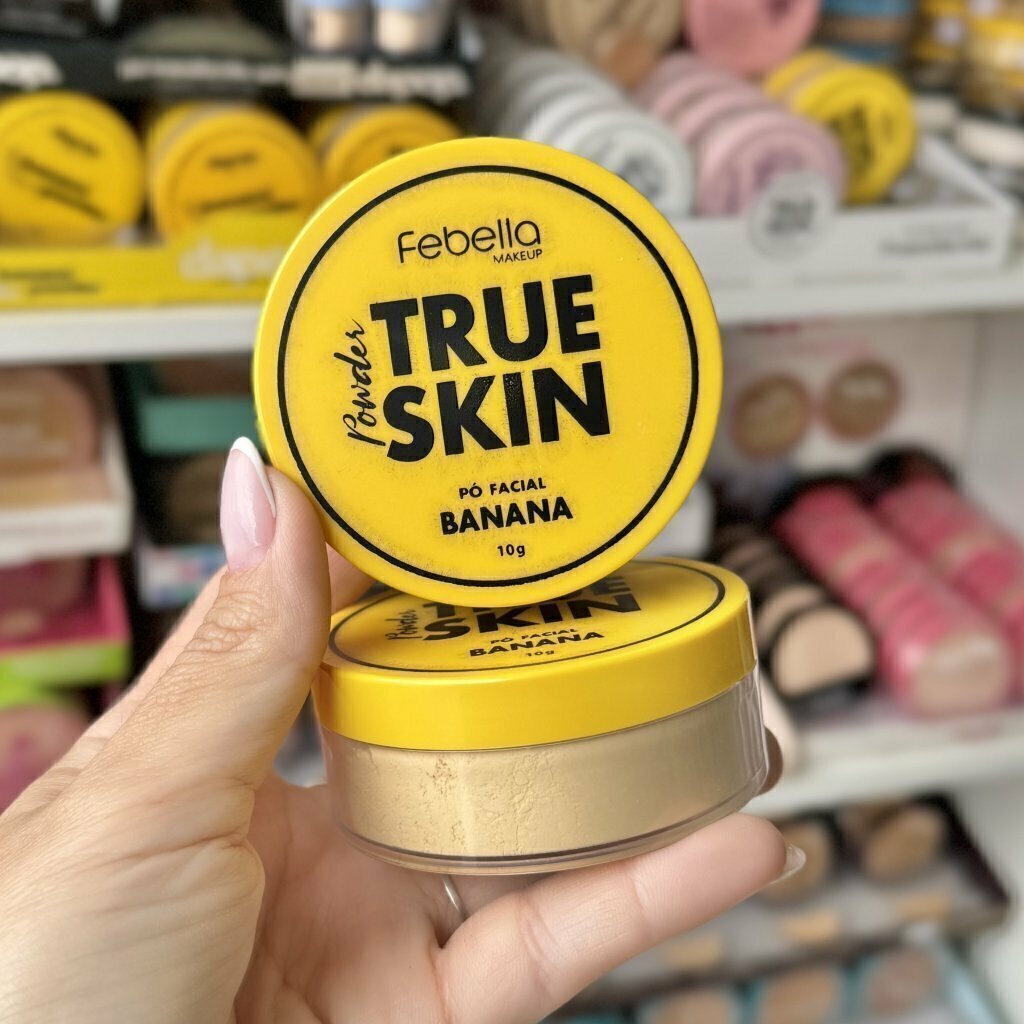 Febella
MAKEUP
Powder
TRUE
SKIN
PÓ FACIAL
BANANA
10g
Powder
TRUE
SKIN
PÓ FACIAL
BANANA
10g